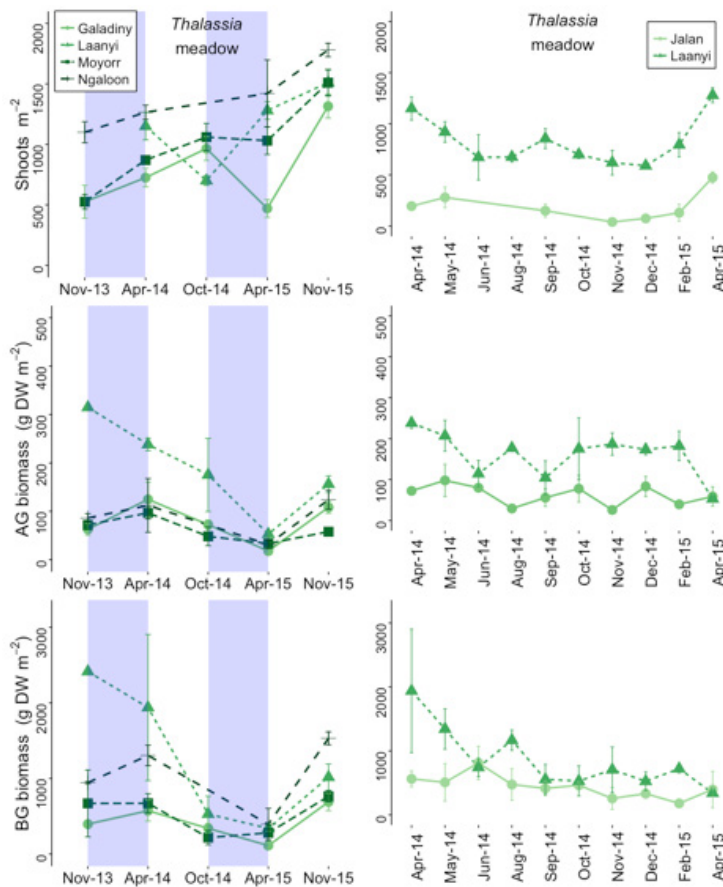 Thalassia
meadow
Galadiny
Laanyi
Moyorr
Ngaloon
Shoots m⁻²
0
500
1000
1500
2000
Nov-13
Apr-14
Oct-14
Apr-15
Nov-15
Thalassia
meadow
Jalan
Laanyi
0
500
1000
1500
2000
Apr-14
May-14
Jun-14
Aug-14
Sep-14
Oct-14
Nov-14
Dec-14
Feb-15
Apr-15
AG biomass (g DW m⁻²)
0
100
200
300
400
500
Nov-13
Apr-14
Oct-14
Apr-15
Nov-15
0
100
200
300
400
500
Apr-14
May-14
Jun-14
Aug-14
Sep-14
Oct-14
Nov-14
Dec-14
Feb-15
Apr-15
BG biomass (g DW m⁻²)
0
1000
2000
3000
Nov-13
Apr-14
Oct-14
Apr-15
Nov-15
0
1000
2000
3000
Apr-14
May-14
Jun-14
Aug-14
Sep-14
Oct-14
Nov-14
Dec-14
Feb-15
Apr-15